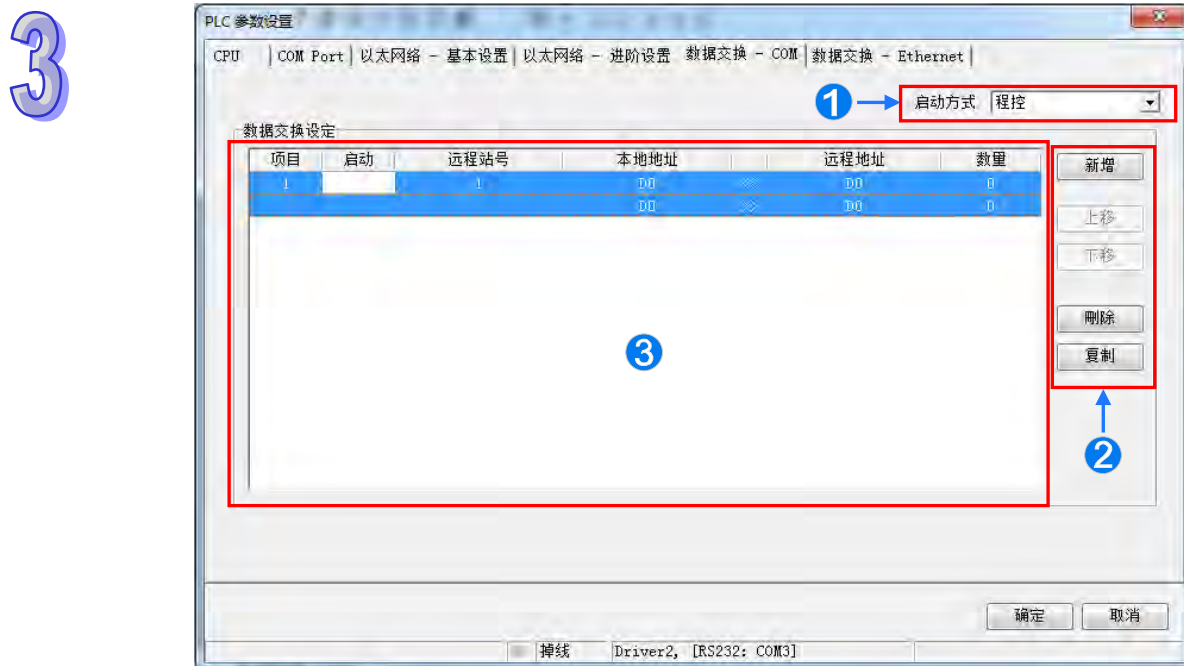 3
PLC 参数设置
CPU COM Port 以太网络 - 基本设置 以太网络 - 进阶设置 数据交换 - COM 数据交换 - Ethernet
1 启动方式 程控
数据交换设定
项目 启动 远程站号 本地地址 远程地址 数量
1 1 D0 D0 0
D0 D0 0
新增
上移
下移
删除
复制
3
2
确定 取消
掉线 Driver2, [RS232: COM3]